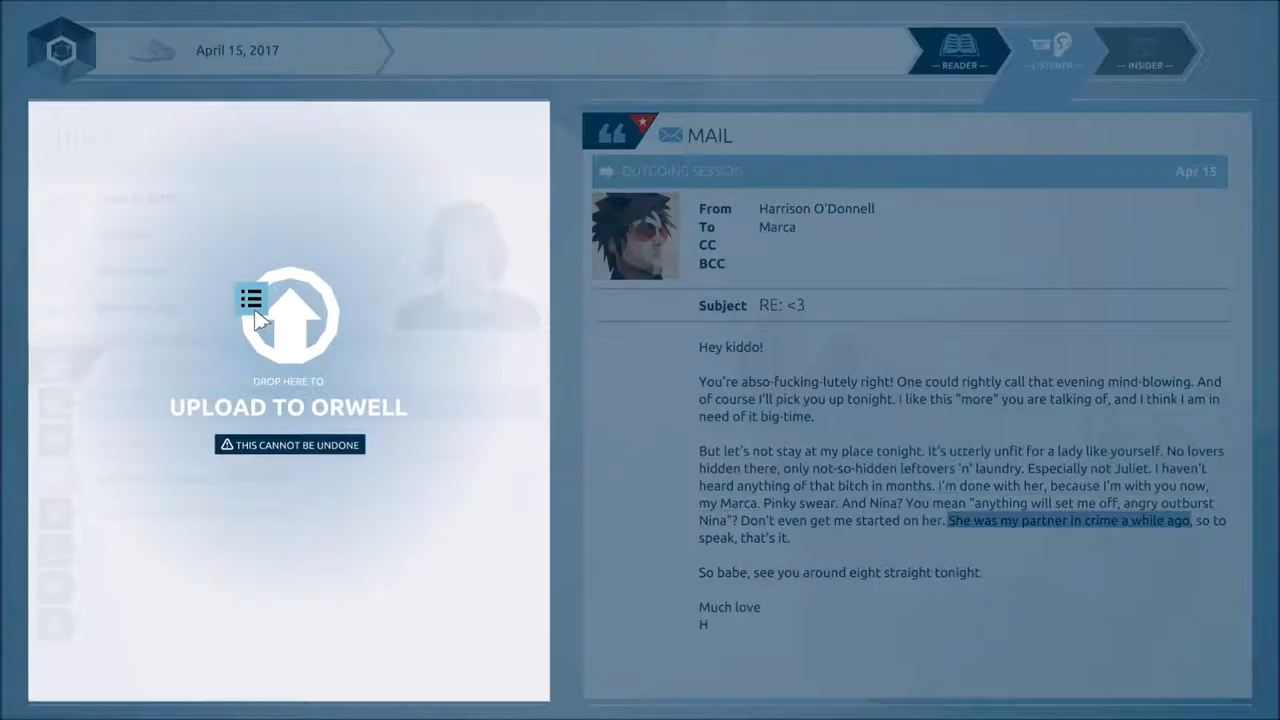 April 15, 2017
READER
LISTENER
INSIDER
MAIL
OUTGOING SESSION
Apr 15
From Harrison O'Donnell
To Marca
CC
BCC
Subject RE: <3
Hey kiddo!
You're abso-fucking-lutely right! One could rightly call that evening mind-blowing. And
of course I'll pick you up tonight. I like this "more" you are talking of, and I think I am in
need of it big-time.
But let's not stay at my place tonight. It's utterly unfit for a lady like yourself. No lovers
hidden there, only not-so-hidden leftovers 'n' laundry. Especially not Juliet. I haven't
heard anything of that bitch in months. I'm done with her, because I'm with you now,
my Marca. Pinky swear. And Nina? You mean "anything will set me off, angry outburst
Nina"? Don't even get me started on her. She was my partner in crime a while ago, so to
speak, that's it.
So babe, see you around eight straight tonight.
Much love
H
DROP HERE TO
UPLOAD TO ORWELL
THIS CANNOT BE UNDONE